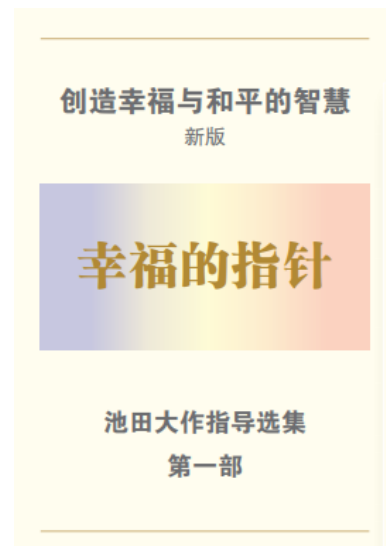 创造幸福与和平的智慧
新版
幸福的指针
池田大作指导选集
第一部